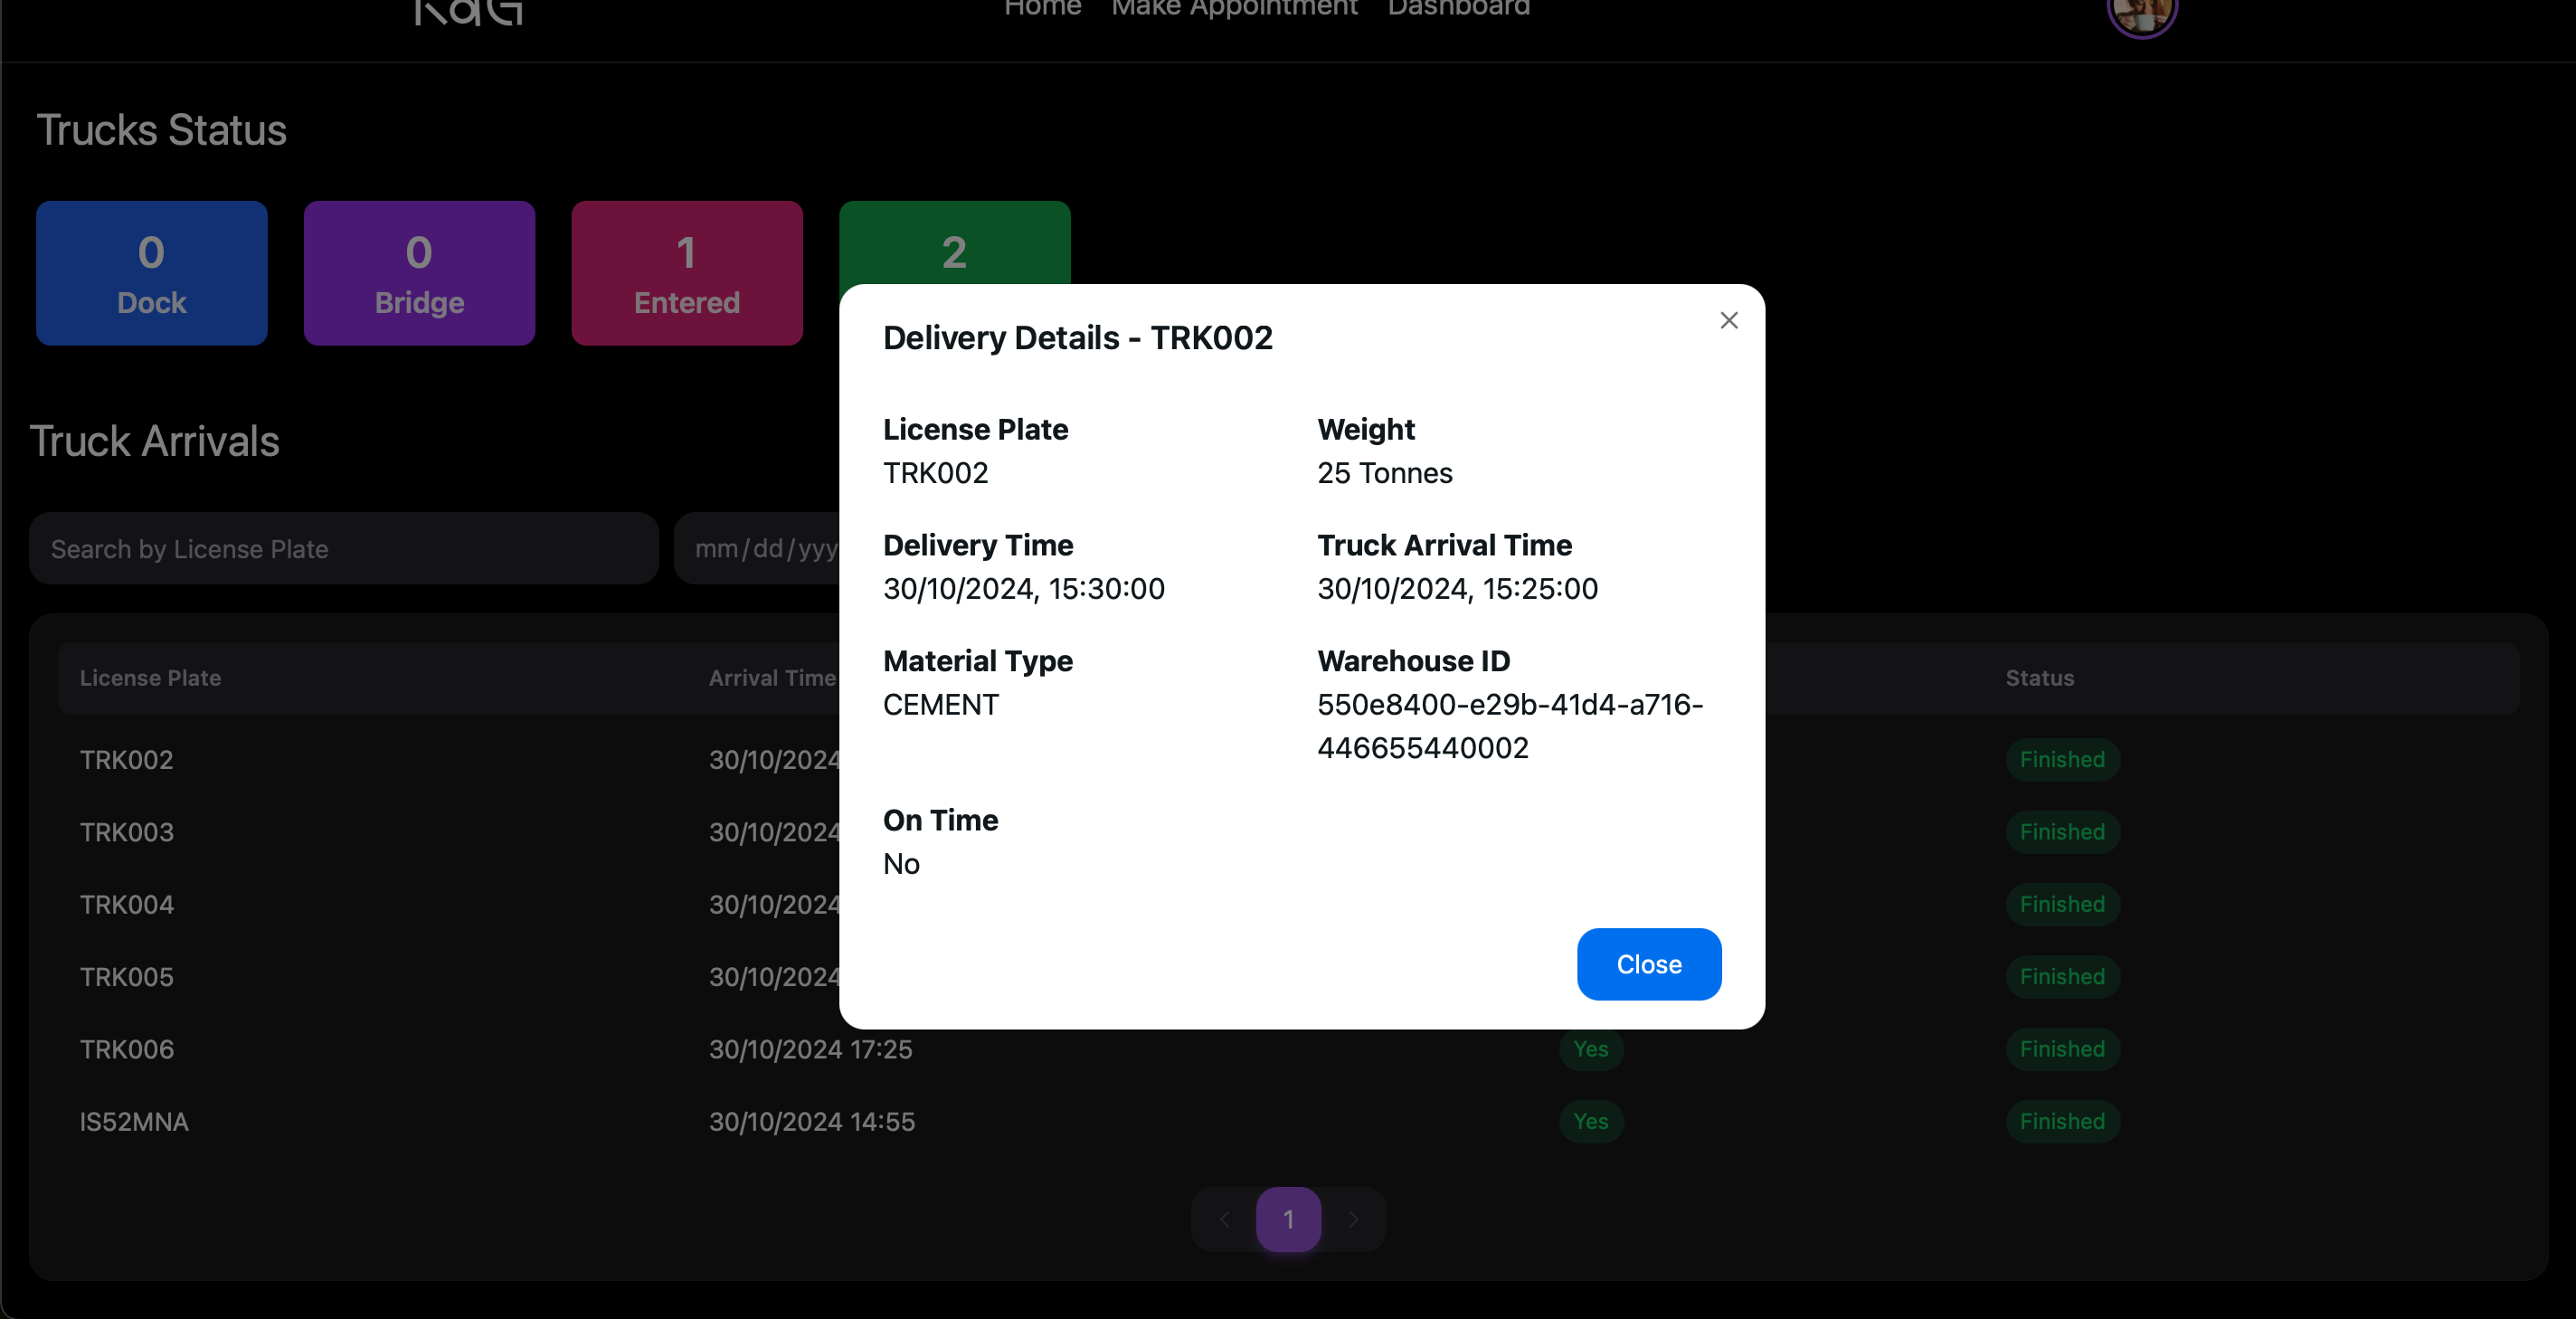 KdG
Home Make Appointment Dashboard
Trucks Status
0
Dock
0
Bridge
1
Entered
2
Delivery Details - TRK002
License Plate
TRK002
Weight
25 Tonnes
Delivery Time
30/10/2024, 15:30:00
Truck Arrival Time
30/10/2024, 15:25:00
Material Type
CEMENT
Warehouse ID
550e8400-e29b-41d4-a716-
446655440002
On Time
No
Close
Truck Arrivals
Search by License Plate
mm/dd/yyy
License Plate Arrival Time Status
TRK002 30/10/2024 Finished
TRK003 30/10/2024 Finished
TRK004 30/10/2024 Finished
TRK005 30/10/2024 Finished
TRK006 30/10/2024 17:25 Yes Finished
IS52MNA 30/10/2024 14:55 Yes Finished
1